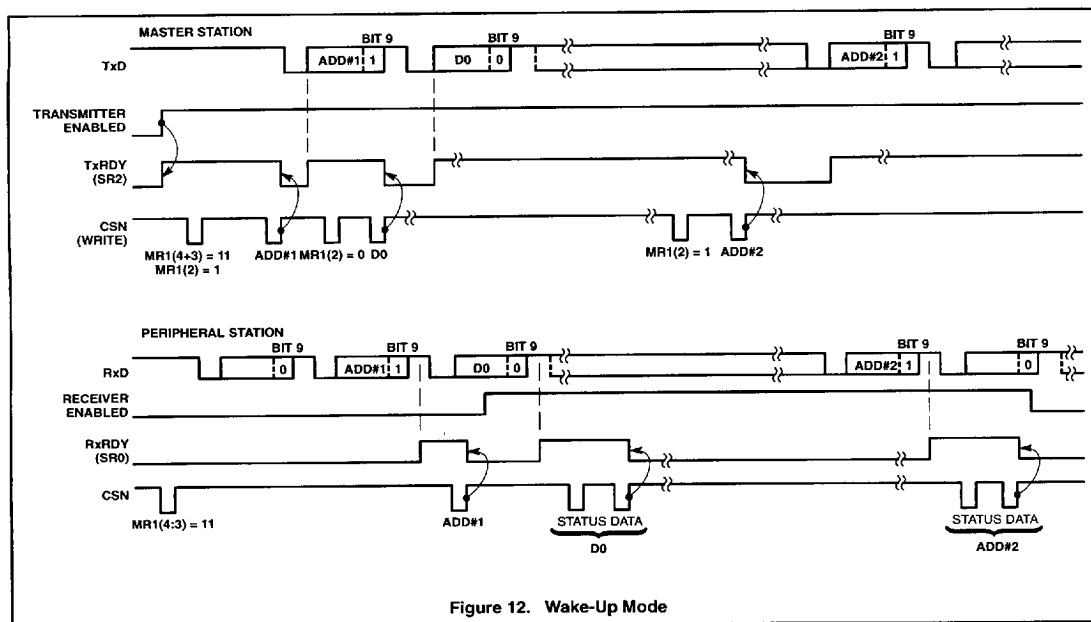 MASTER STATION
BIT 9 BIT 9 BIT 9
TxD ADD#1 1 D0 0 ADD#2 1
TRANSMITTER
ENABLED
TxRDY
(SR2)
CSN
(WRITE)
MR1(4+3) = 11 ADD#1 MR1(2) = 0 D0 MR1(2) = 1 ADD#2
MR1(2) = 1
PERIPHERAL STATION
BIT 9 BIT 9 BIT 9 BIT 9 BIT 9
RxD 0 ADD#1 1 D0 0 ADD#2 1 0
RECEIVER
ENABLED
RxRDY
(SR0)
CSN
MR1(4:3) = 11 ADD#1 STATUS DATA STATUS DATA
D0 ADD#2
Figure 12. Wake-Up Mode